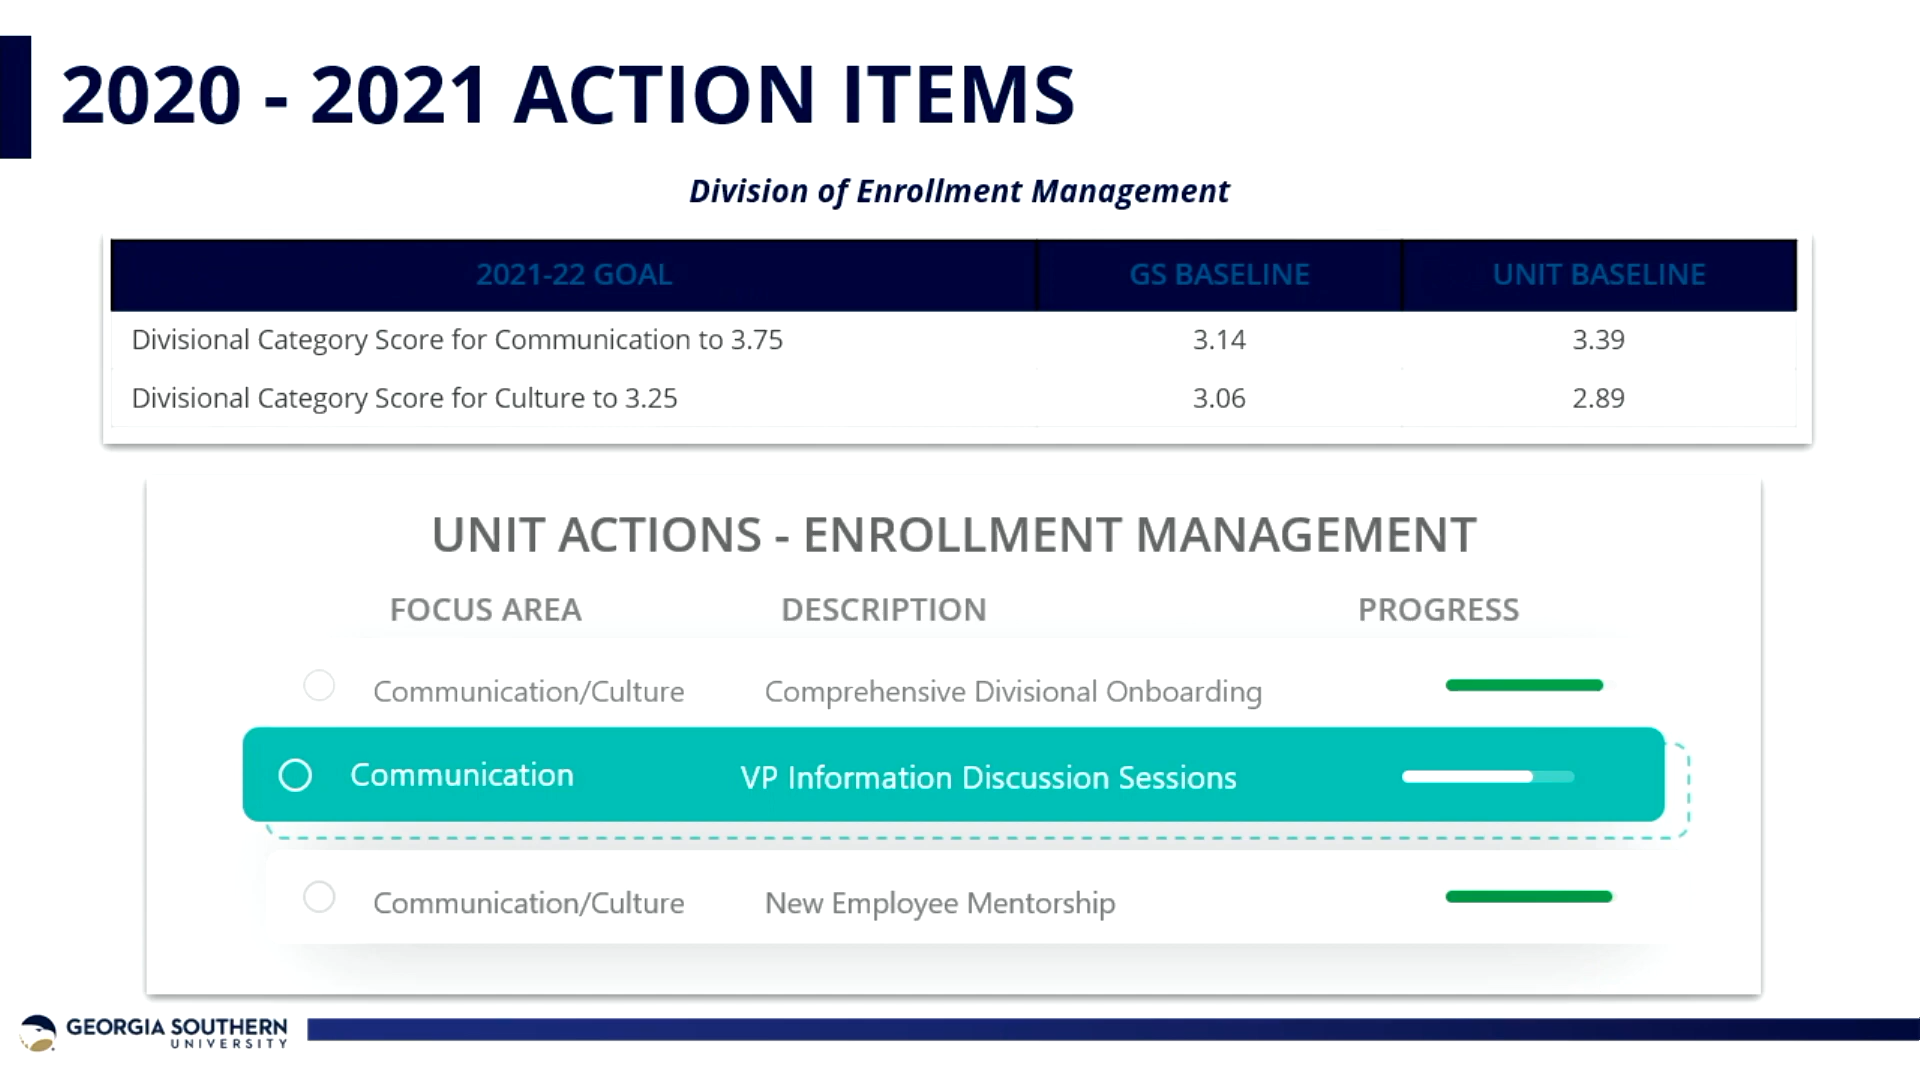 2020 - 2021 ACTION ITEMS
Division of Enrollment Management
2021-22 GOAL GS BASELINE UNIT BASELINE
Divisional Category Score for Communication to 3.75 3.14 3.39
Divisional Category Score for Culture to 3.25 3.06 2.89
UNIT ACTIONS - ENROLLMENT MANAGEMENT
FOCUS AREA DESCRIPTION PROGRESS
Communication/Culture Comprehensive Divisional Onboarding
Communication VP Information Discussion Sessions
Communication/Culture New Employee Mentorship
GEORGIA SOUTHERN
UNIVERSITY